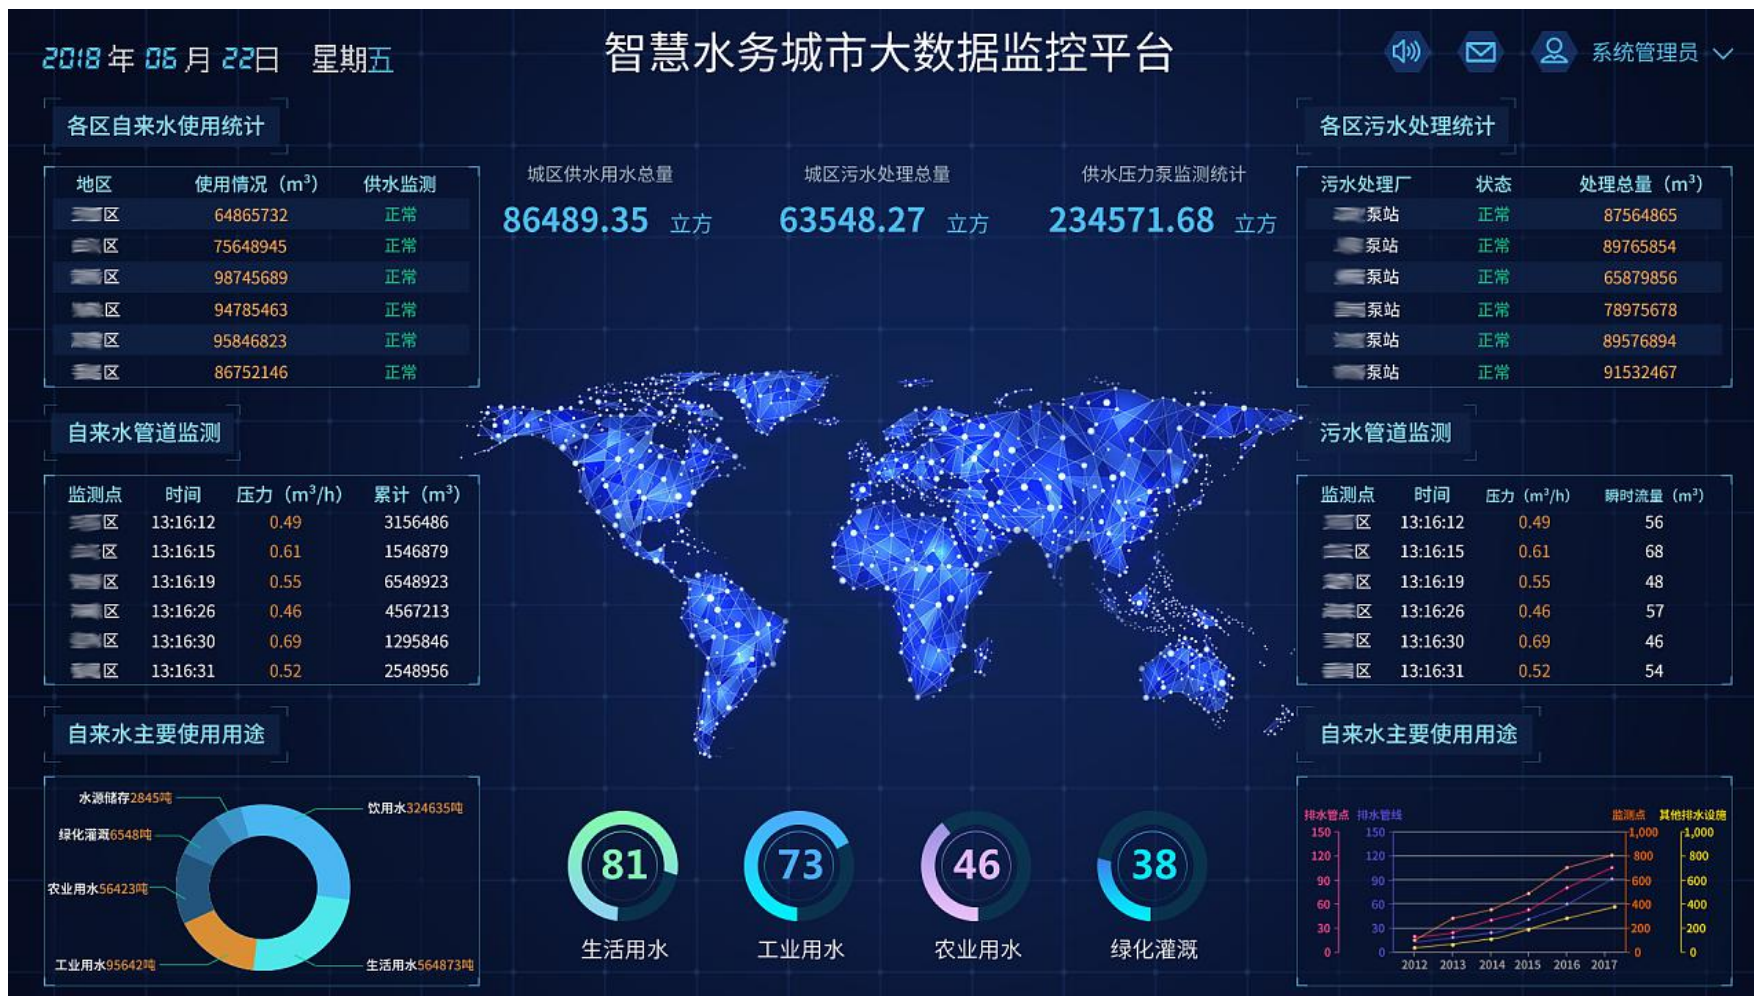 2018 年 06 月 22日 星期五
智慧水务城市大数据监控平台
系统管理员
各区自来水使用统计
地区 使用情况（m³） 供水监测
区 64865732 正常
区 75648945 正常
区 98745689 正常
区 94785463 正常
区 95846823 正常
区 86752146 正常
自来水管道监测
监测点 时间 压力（m³/h） 累计（m³）
区 13:16:12 0.49 3156486
区 13:16:15 0.61 1546879
区 13:16:19 0.55 6548923
区 13:16:26 0.46 4567213
区 13:16:30 0.69 1295846
区 13:16:31 0.52 2548956
自来水主要使用用途
水源储存2845吨
饮用水324635吨
绿化灌溉6548吨
农业用水56423吨
工业用水95642吨
生活用水564873吨
城区供水用水总量
86489.35 立方
城区污水处理总量
63548.27 立方
供水压力泵监测统计
234571.68 立方
81
生活用水
73
工业用水
46
农业用水
38
绿化灌溉
各区污水处理统计
污水处理厂 状态 处理总量（m³）
泵站 正常 87564865
泵站 正常 89765854
泵站 正常 65879856
泵站 正常 78975678
泵站 正常 89576894
泵站 正常 91532467
污水管道监测
监测点 时间 压力（m³/h） 瞬时流量（m³）
区 13:16:12 0.49 56
区 13:16:15 0.61 68
区 13:16:19 0.55 48
区 13:16:26 0.46 57
区 13:16:30 0.69 46
区 13:16:31 0.52 54
自来水主要使用用途
排水管点 排水管线 监测点 其他排水设施
150 150 1,000 1,000
120 120 800 800
90 90 600 600
60 60 400 400
30 30 200 200
0 0 0 0
2012 2013 2014 2015 2016 2017